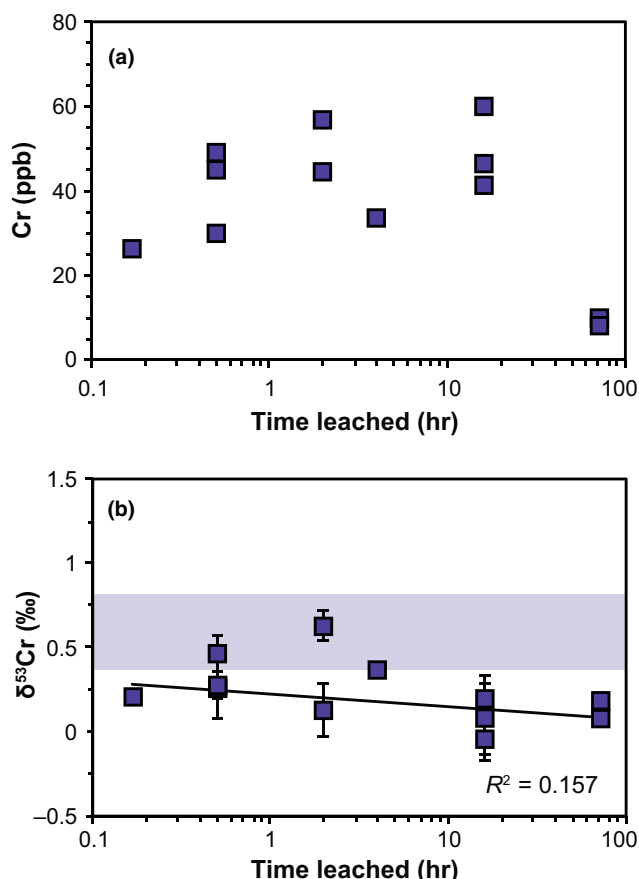 (a)
Cr (ppb)
80
60
40
20
0
0.1 1 10 100
Time leached (hr)
(b)
δ⁵³Cr (‰)
1.5
1
0.5
0
–0.5
R² = 0.157
0.1 1 10 100
Time leached (hr)